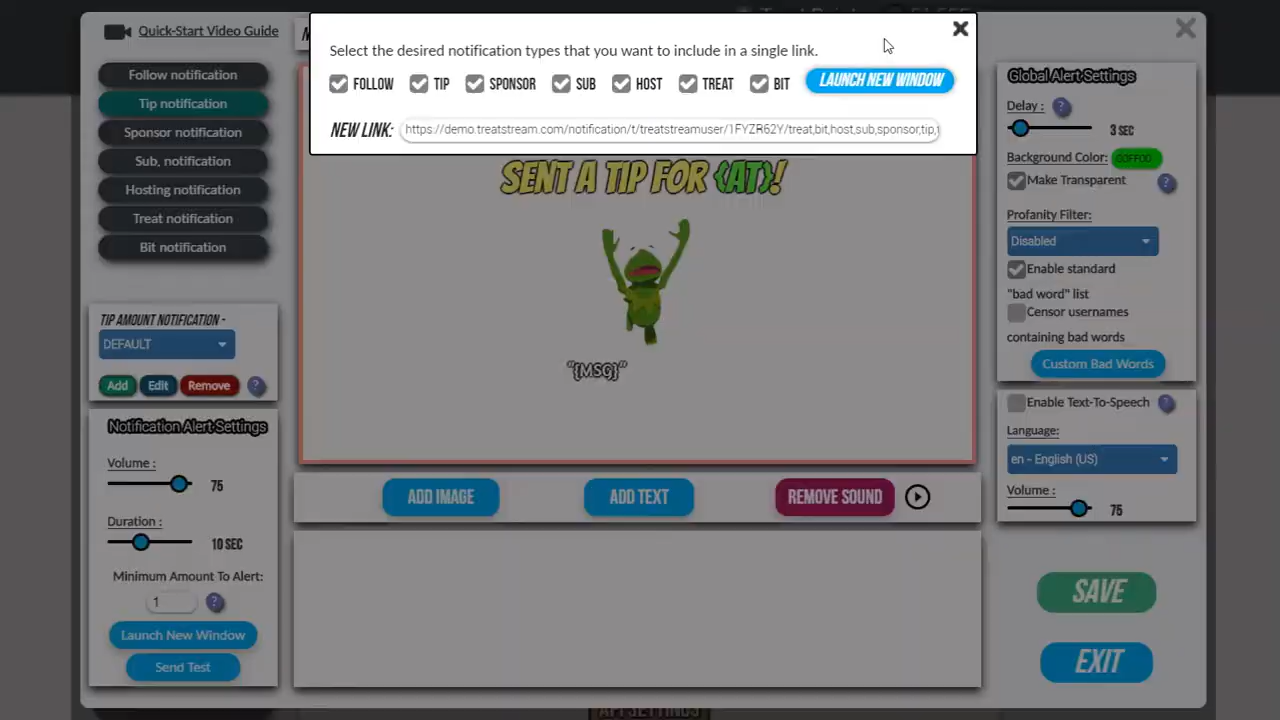 Quick-Start Video Guide
Follow notification
Tip notification
Sponsor notification
Sub, notification
Hosting notification
Treat notification
Bit notification
TIP AMOUNT NOTIFICATION -
DEFAULT
Add Edit Remove ?
Notification Alert Settings
Volume :
75
Duration :
10 SEC
Minimum Amount To Alert:
1 ?
Launch New Window
Send Test
Select the desired notification types that you want to include in a single link.
FOLLOW TIP SPONSOR SUB HOST TREAT BIT LAUNCH NEW WINDOW
NEW LINK: https://demo.treatstream.com/notification/t/treatstreamuser/1FYZR62Y/treat,bit,host,sub,sponsor,tip,
SENT A TIP FOR {AT}!
"{MSG}"
ADD IMAGE ADD TEXT REMOVE SOUND
Global Alert Settings
Delay : ?
3 SEC
Background Color: 00FF00
Make Transparent ?
Profanity Filter:
Disabled
Enable standard
"bad word" list
Censor usernames
containing bad words
Custom Bad Words
Enable Text-To-Speech ?
Language:
en - English (US)
Volume :
75
SAVE
EXIT